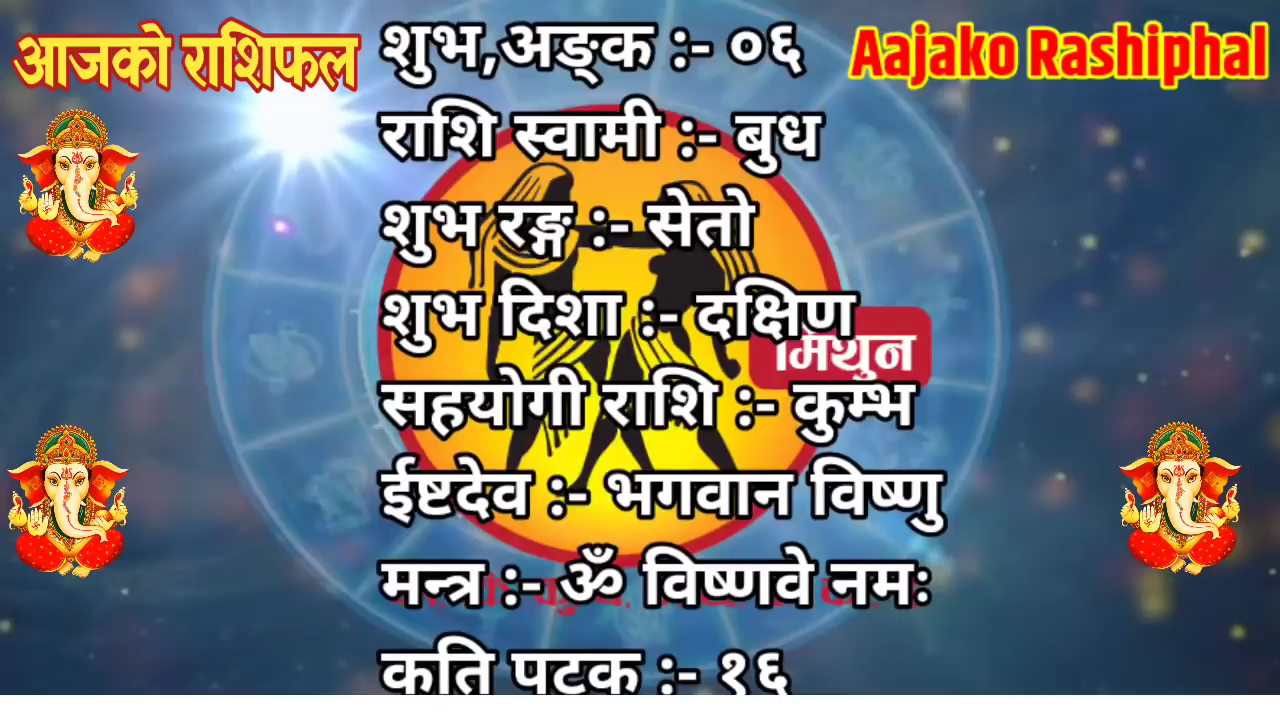 आजको राशिफल
Aajako Rashiphal
शुभ,अङ्क :- ०६
राशि स्वामी :- बुध
शुभ रङ्ग :- सेतो
शुभ दिशा :- दक्षिण
मिथुन
सहयोगी राशि :- कुम्भ
ईष्टदेव :- भगवान विष्णु
मन्त्र :- ॐ विष्णवे नमः
कति पटक :- १६